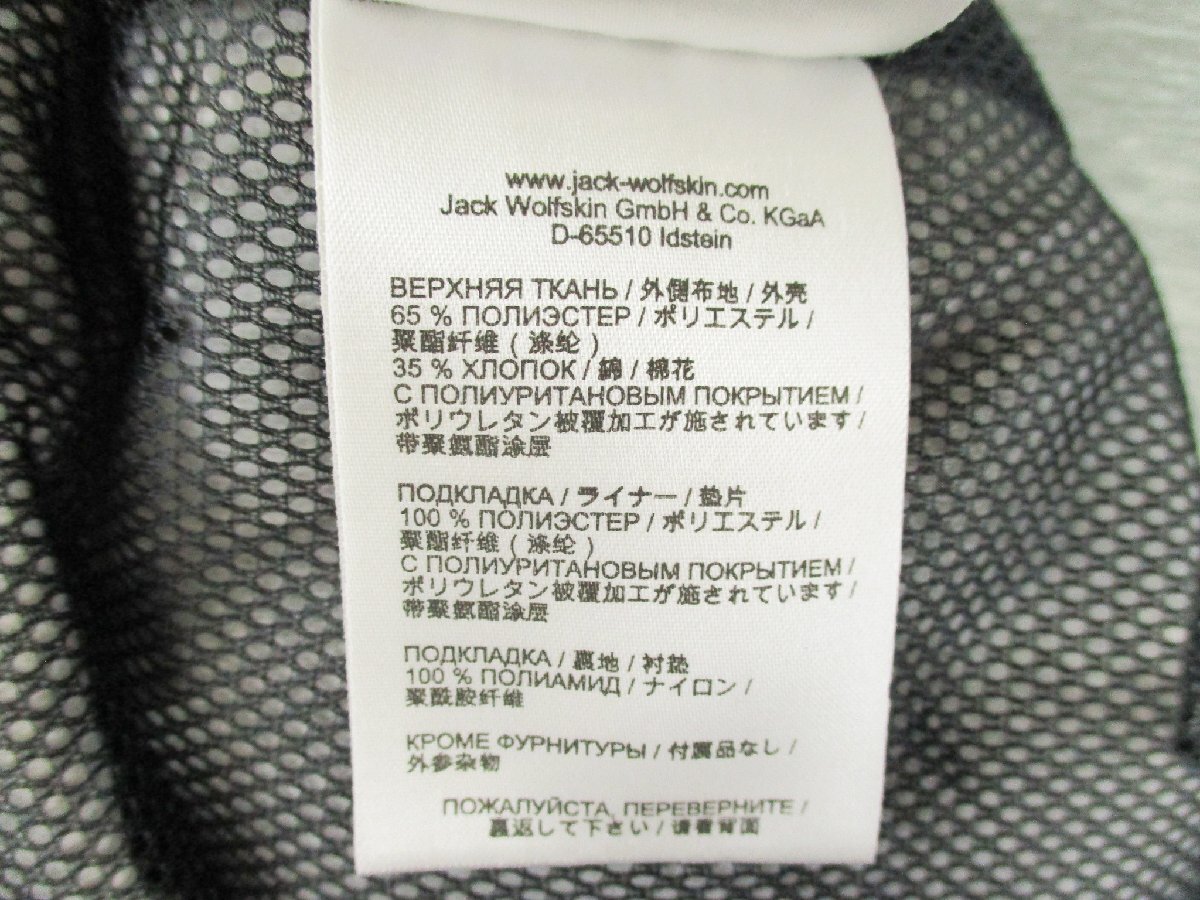 www.jack-wolfskin.com
Jack Wolfskin GmbH & Co. KGaA
D-65510 Idstein
ВЕРХНЯЯ ТКАНЬ / 外側布地 / 外壳
65 % ПОЛИЭСТЕР / ポリエステル /
聚酯纤维 ( 涤纶 )
35 % ХЛОПОК / 綿 / 棉花
С ПОЛИУРИТАНОВЫМ ПОКРЫТИЕМ /
ポリウレタン被覆加工が施されています /
带聚氨酯涂层
ПОДКЛАДКА / ライナー / 垫片
100 % ПОЛИЭСТЕР / ポリエステル /
聚酯纤维 ( 涤纶 )
С ПОЛИУРИТАНОВЫМ ПОКРЫТИЕМ /
ポリウレタン被覆加工が施されています /
带聚氨酯涂层
ПОДКЛАДКА / 裏地 / 衬垫
100 % ПОЛИАМИД / ナイロン /
聚酰胺纤维
КРОМЕ ФУРНИТУРЫ / 付属品なし /
外参杂物
ПОЖАЛУЙСТА, ПЕРЕВЕРНИТЕ /
裏返して下さい / 请看背面